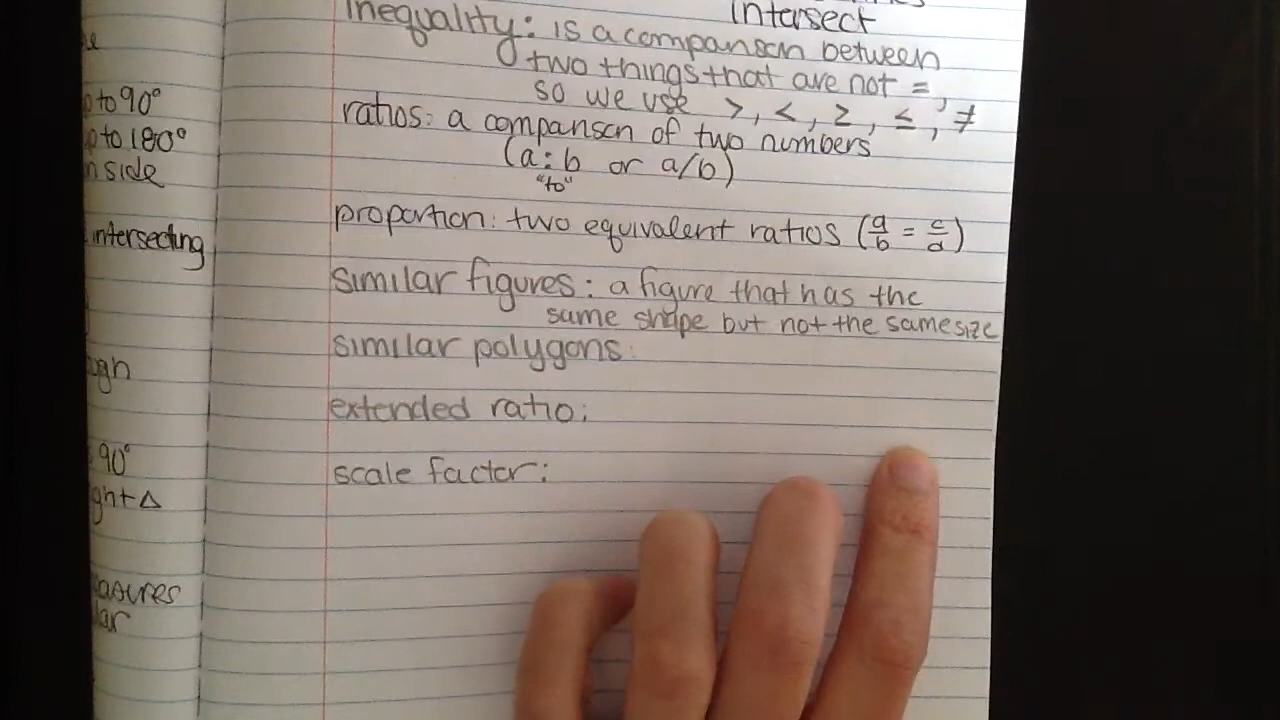 Intersect
Inequality: is a comparison between
two things that are not =,
so we use >, <, ≥, ≤, ≠
ratios: a comparison of two numbers
(a:b or a/b)
"to"
proportion: two equivalent ratios (a/b = c/d)
similar figures: a figure that has the
same shape but not the same size
similar polygons:
extended ratio:
scale factor:
to 90°
to 180°
side
intersecting
90°
Δ